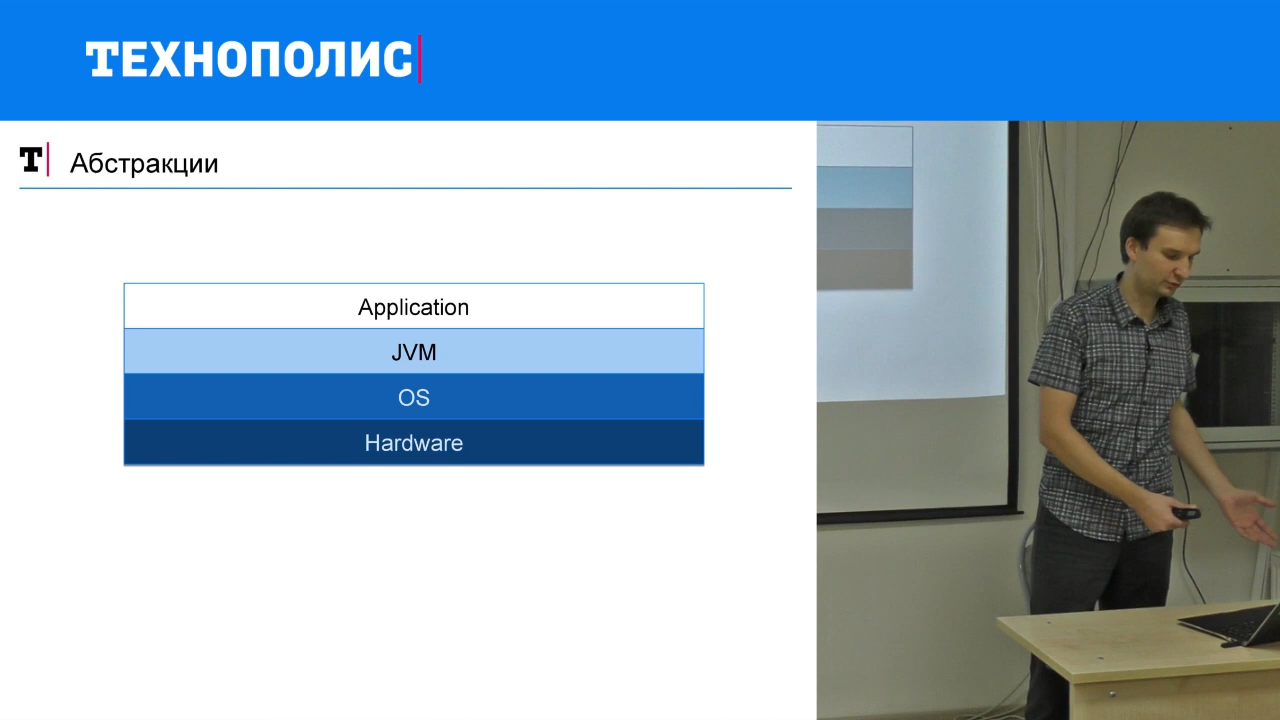 ТЕХНОПОЛИС
Т Абстракции
Application
JVM
OS
Hardware